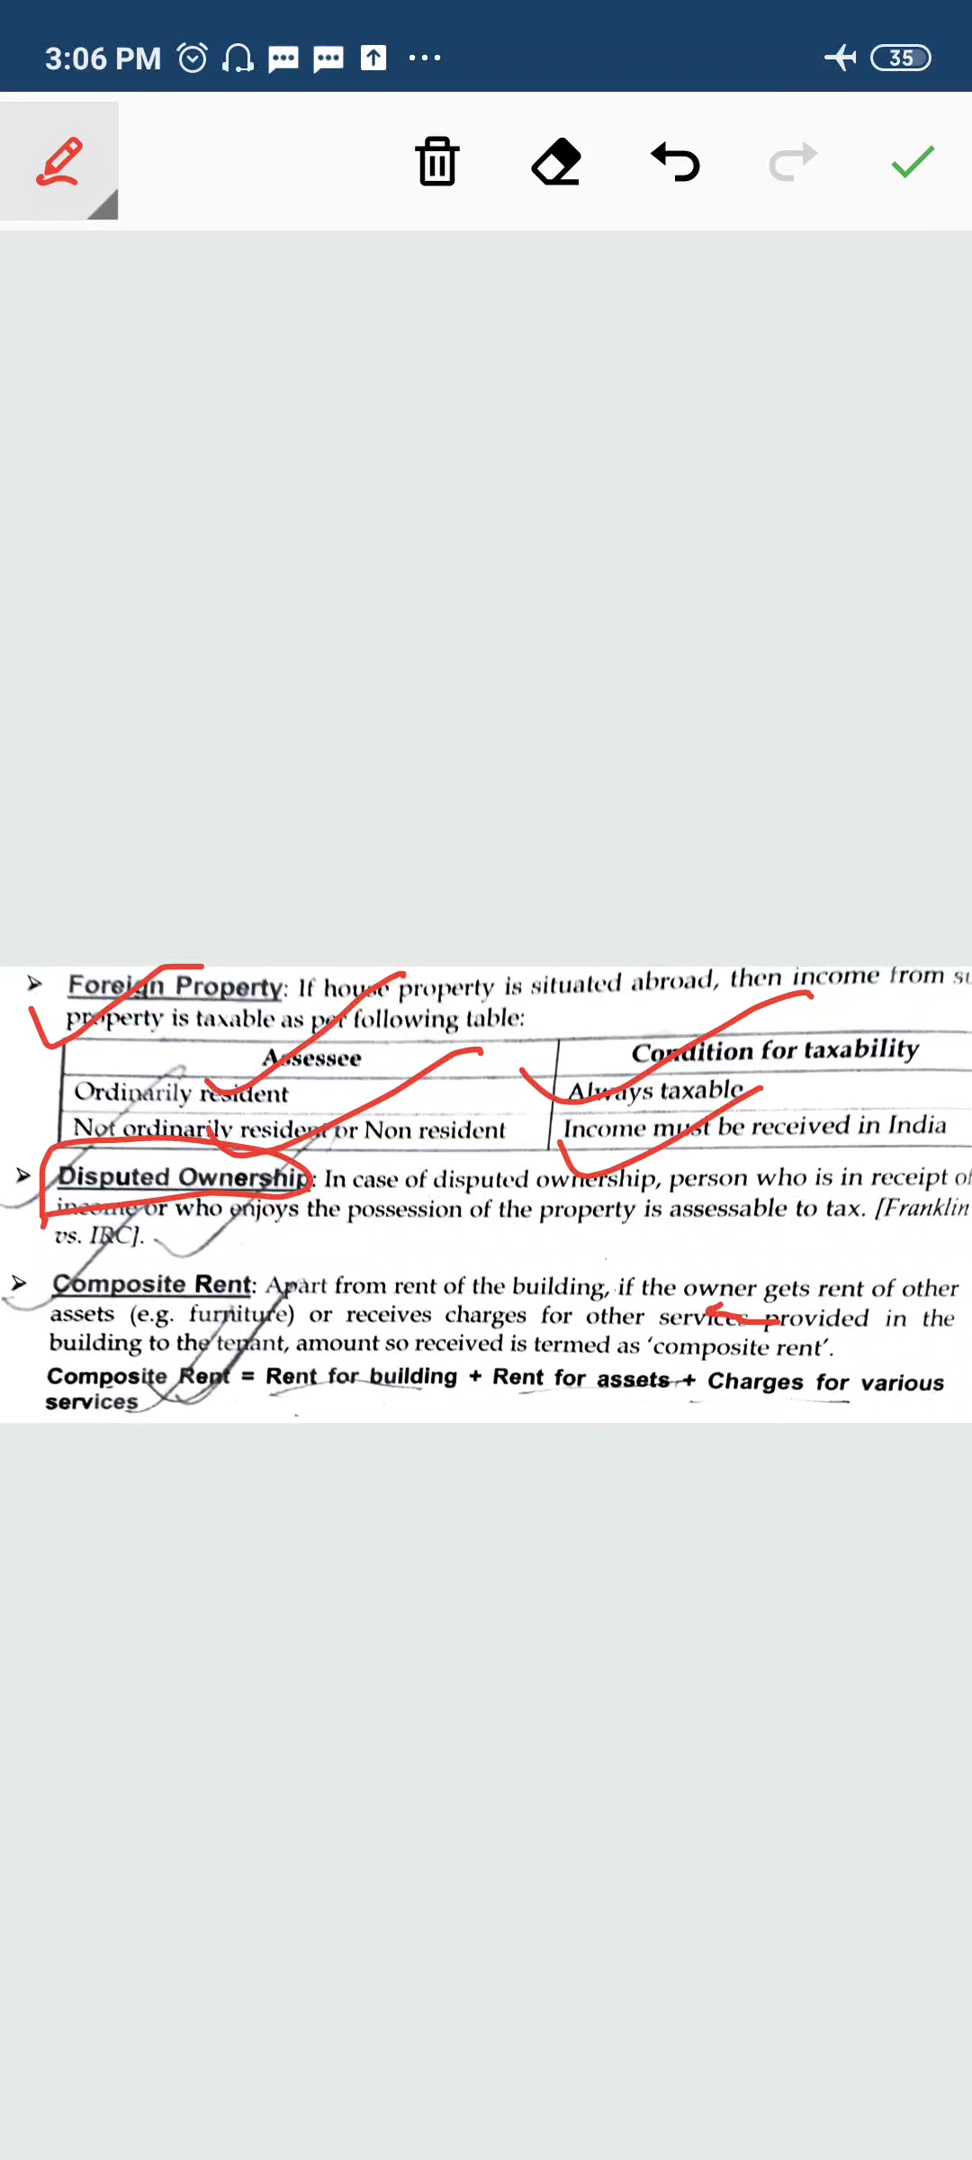 3:06 PM
35
➢ Foreign Property: If house property is situated abroad, then income from su
property is taxable as per following table:
Assessee Condition for taxability
Ordinarily resident Always taxable
Not ordinarily resident or Non resident Income must be received in India
➢ Disputed Ownership: In case of disputed ownership, person who is in receipt of
income or who enjoys the possession of the property is assessable to tax. [Franklin
vs. IRC].
➢ Composite Rent: Apart from rent of the building, if the owner gets rent of other
assets (e.g. furniture) or receives charges for other services provided in the
building to the tenant, amount so received is termed as 'composite rent'.
Composite Rent = Rent for building + Rent for assets + Charges for various
services